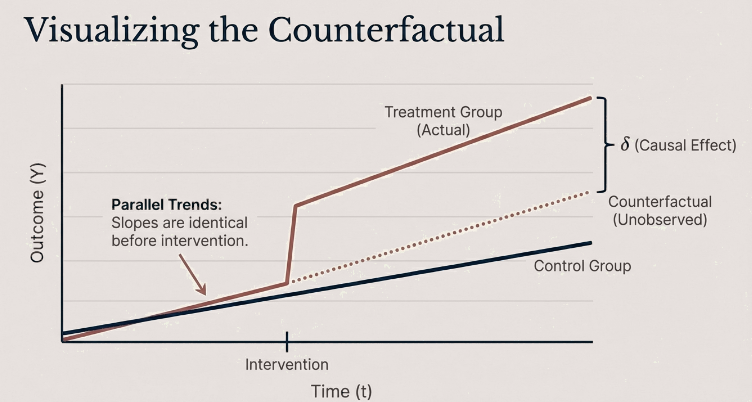 Visualizing the Counterfactual
Treatment Group
(Actual)
δ (Causal Effect)
Parallel Trends:
Slopes are identical
before intervention.
Counterfactual
(Unobserved)
Control Group
Outcome (Y)
Intervention
Time (t)